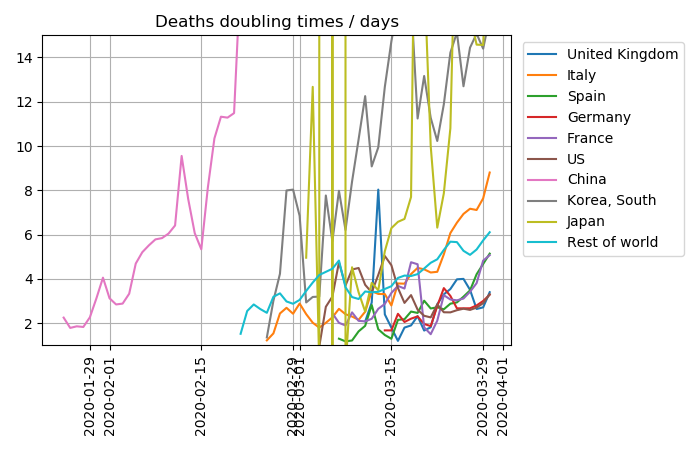 Deaths doubling times / days
14
12
10
8
6
4
2
2020-01-29
2020-02-01
2020-02-15
2020-02-29
2020-03-01
2020-03-15
2020-03-29
2020-04-01
United Kingdom
Italy
Spain
Germany
France
US
China
Korea, South
Japan
Rest of world